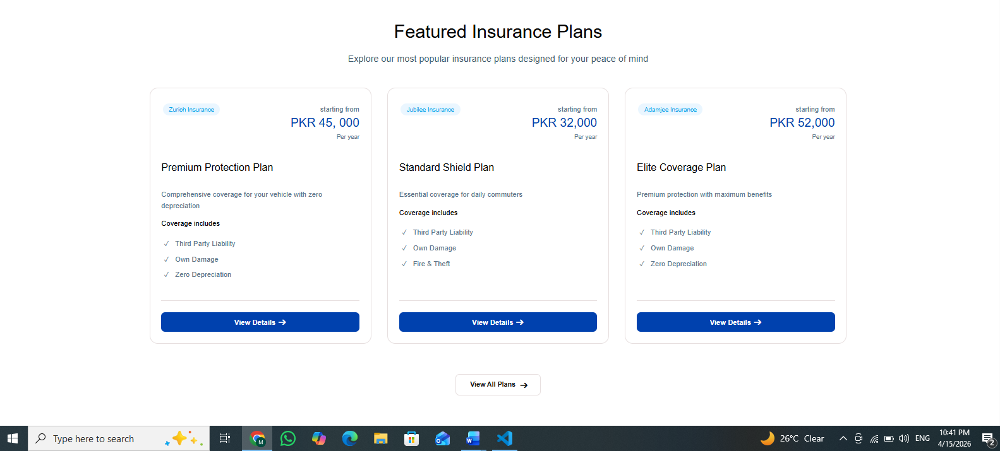 Featured Insurance Plans
Explore our most popular insurance plans designed for your peace of mind
Zurich Insurance
starting from
PKR 45, 000
Per year
Premium Protection Plan
Comprehensive coverage for your vehicle with zero
depreciation
Coverage includes
✓ Third Party Liability
✓ Own Damage
✓ Zero Depreciation
View Details →
Jubilee Insurance
starting from
PKR 32,000
Per year
Standard Shield Plan
Essential coverage for daily commuters
Coverage includes
✓ Third Party Liability
✓ Own Damage
✓ Fire & Theft
View Details →
Adamjee Insurance
starting from
PKR 52,000
Per year
Elite Coverage Plan
Premium protection with maximum benefits
Coverage includes
✓ Third Party Liability
✓ Own Damage
✓ Zero Depreciation
View Details →
View All Plans →
Type here to search
M
26°C Clear
ENG
10:41 PM
4/15/2026
2